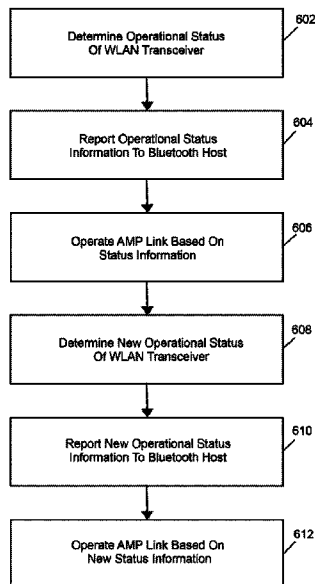 Determine Operational Status
Of WLAN Transceiver
602
Report Operational Status
Information To Bluetooth Host
604
Operate AMP Link Based On
Status Information
606
Determine New Operational Status
Of WLAN Transceiver
608
Report New Operational Status
Information To Bluetooth Host
610
Operate AMP Link Based On
New Status Information
612